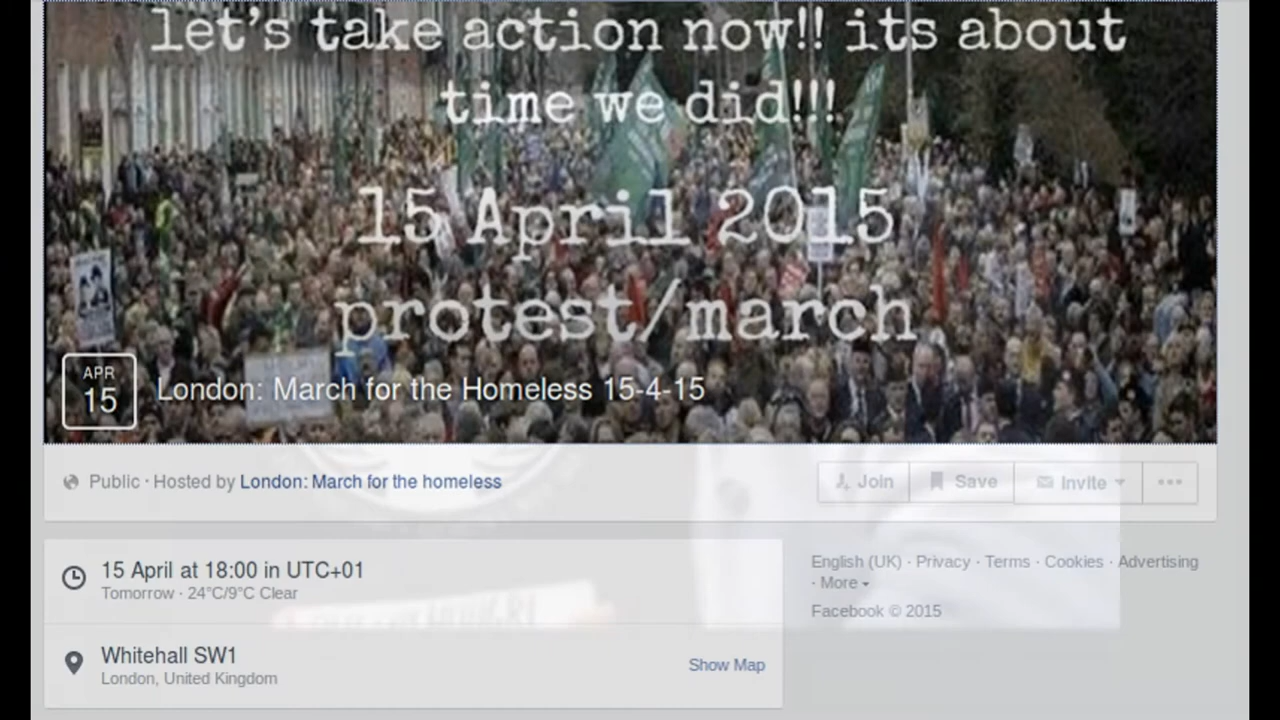 let's take action now!! its about
time we did!!!
15 April 2015
protest/march
APR
15
London: March for the Homeless 15-4-15
Public · Hosted by London: March for the homeless
Join
Save
Invite
15 April at 18:00 in UTC+01
Tomorrow · 24°C/9°C Clear
English (UK) · Privacy · Terms · Cookies · Advertising
· More
Facebook © 2015
Whitehall SW1
London, United Kingdom
Show Map